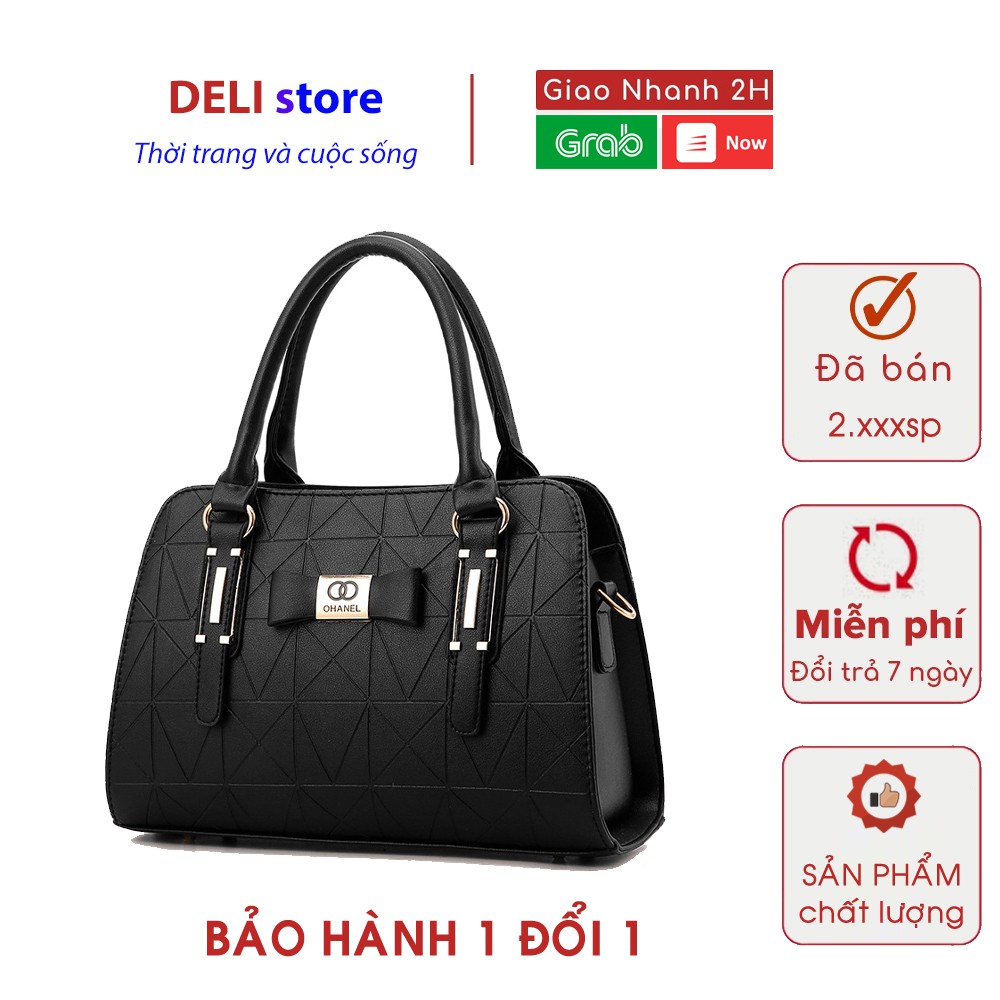 DELI store
Thời trang và cuộc sống
Giao Nhanh 2H
Grab
Now
Đã bán
2.xxxsp
OHANEL
Miễn phí
Đổi trả 7 ngày
SẢN PHẨM
chất lượng
BẢO HÀNH 1 ĐỔI 1